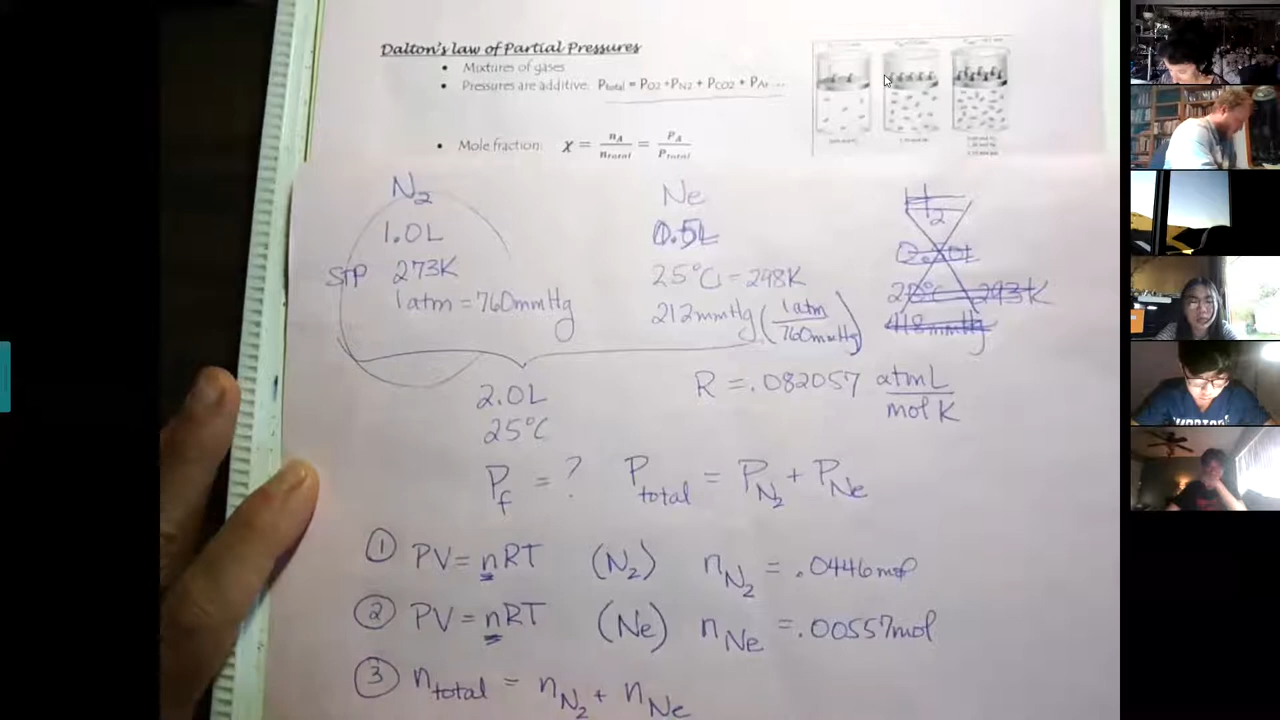 Dalton's law of Partial Pressures
• Mixtures of gases
• Pressures are additive: Ptotal = PO2 + PN2 + PCO2 + PAr ...
• Mole fraction: χ = nA/ntotal = PA/Ptotal
N2
1.0L
STP 273K
1atm = 760mmHg
Ne
0.5L
25°C = 298K
212mmHg (1atm/760mmHg)
H2
293K
418mmHg
2.0L
25°C
R = .082057 atm L/mol K
Pf = ? Ptotal = PN2 + PNe
① PV = nRT (N2) nN2 = .0446mol
② PV = nRT (Ne) nNe = .00557mol
③ ntotal = nN2 + nNe